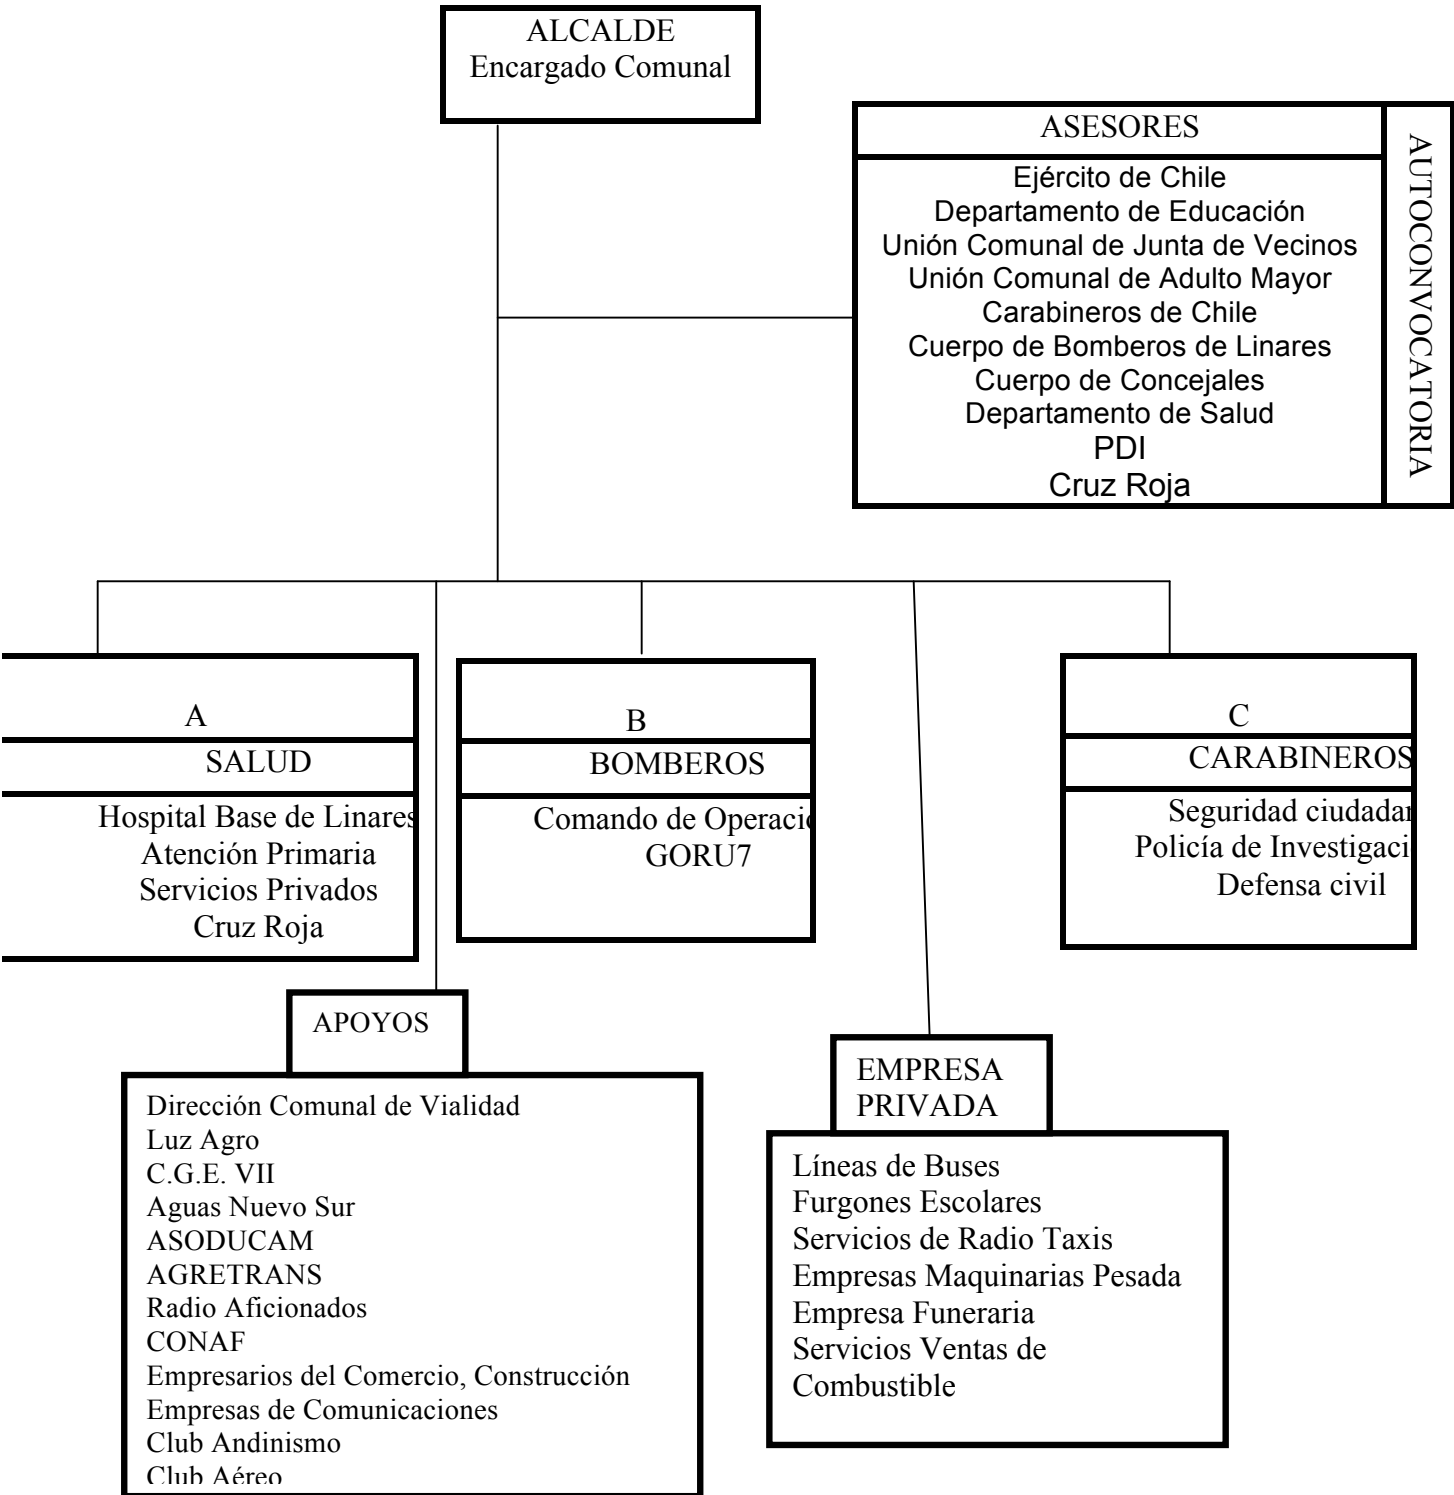 ALCALDE
Encargado Comunal
ASESORES
AUTOCONVOCATORIA
Ejército de Chile
Departamento de Educación
Unión Comunal de Junta de Vecinos
Unión Comunal de Adulto Mayor
Carabineros de Chile
Cuerpo de Bomberos de Linares
Cuerpo de Concejales
Departamento de Salud
PDI
Cruz Roja
A
SALUD
Hospital Base de Linares
Atención Primaria
Servicios Privados
Cruz Roja
B
BOMBEROS
Comando de Operacio
GORU7
C
CARABINEROS
Seguridad ciudadan
Policía de Investigaci
Defensa civil
APOYOS
Dirección Comunal de Vialidad
Luz Agro
C.G.E. VII
Aguas Nuevo Sur
ASODUCAM
AGRETRANS
Radio Aficionados
CONAF
Empresarios del Comercio, Construcción
Empresas de Comunicaciones
Club Andinismo
Club Aéreo
EMPRESA
PRIVADA
Líneas de Buses
Furgones Escolares
Servicios de Radio Taxis
Empresas Maquinarias Pesada
Empresa Funeraria
Servicios Ventas de
Combustible